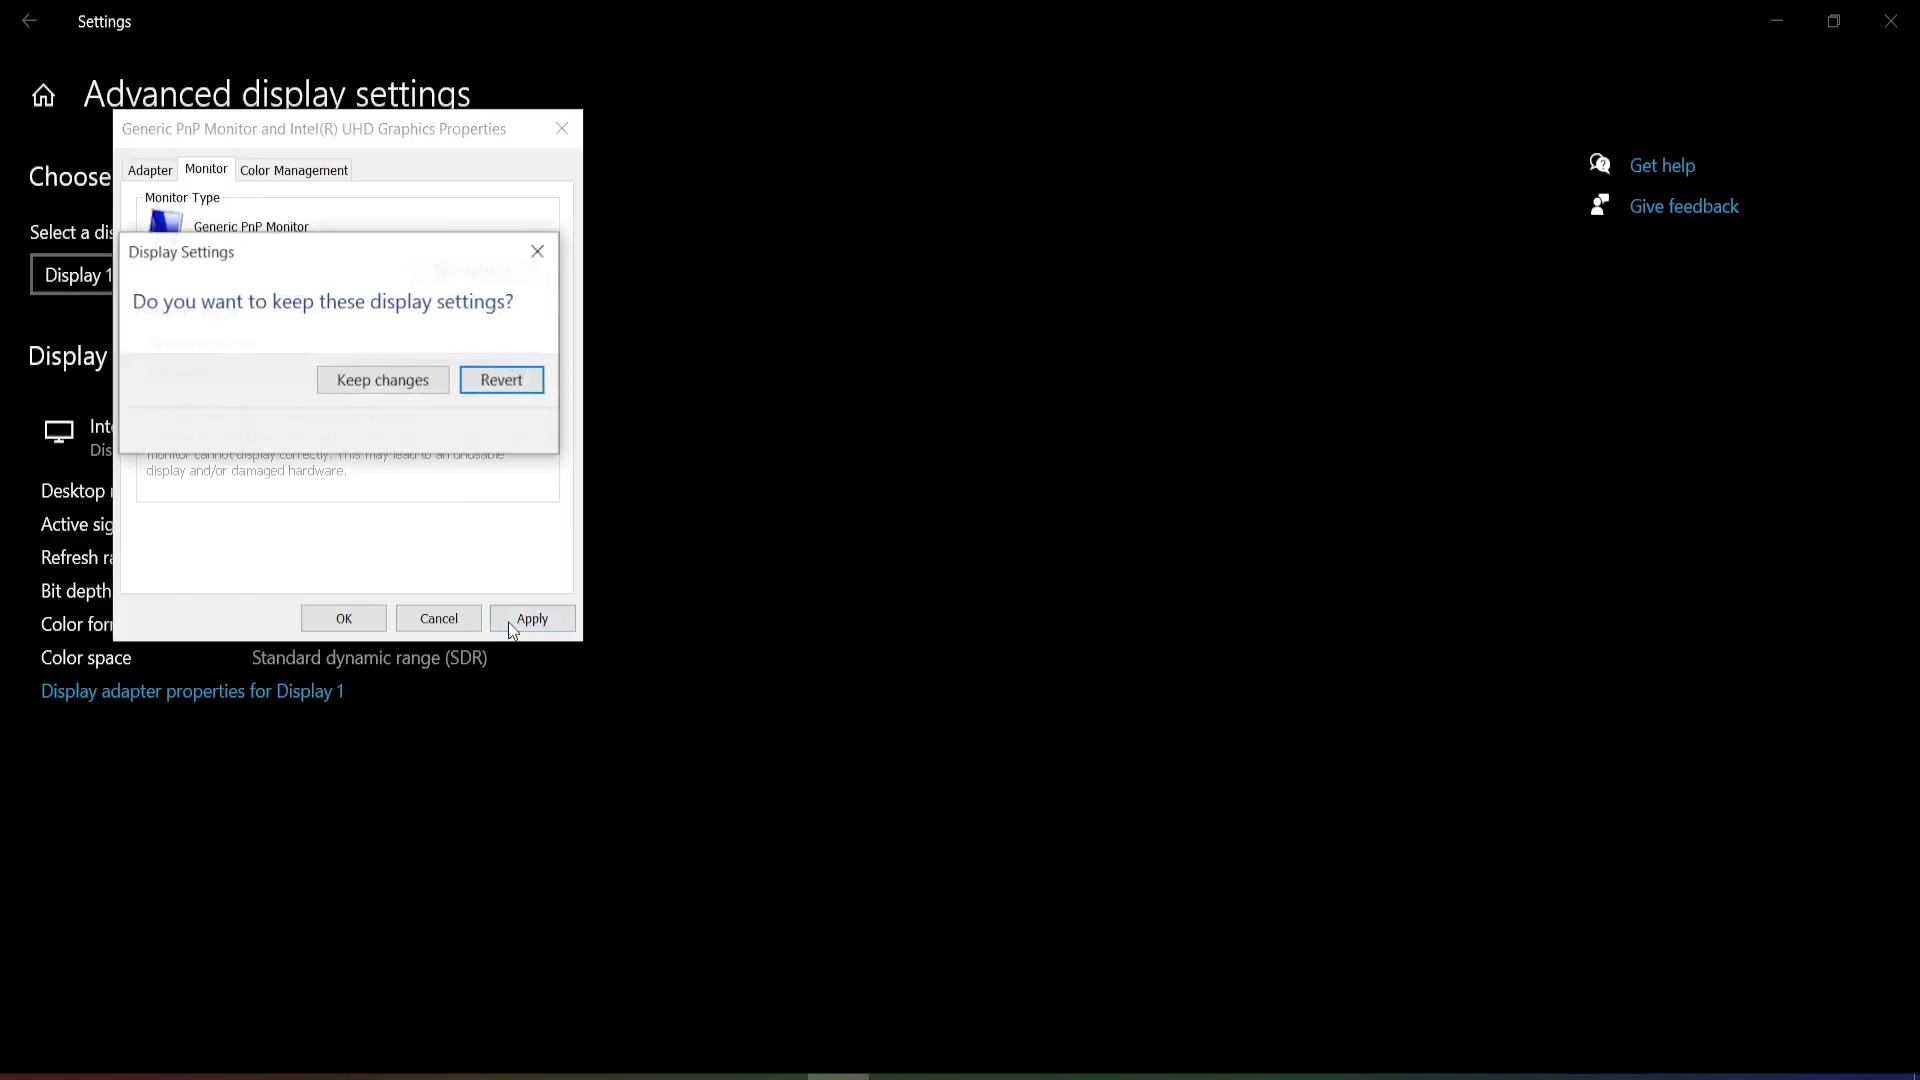 Settings
Advanced display settings
Generic PnP Monitor and Intel(R) UHD Graphics Properties
Adapter
Monitor
Color Management
Monitor Type
Generic PnP Monitor
Display Settings
Do you want to keep these display settings?
Keep changes
Revert
monitor cannot display correctly. This may lead to an unusable
display and/or damaged hardware.
OK
Cancel
Apply
Choose
Select a dis
Display 1
Display
Inte
Dis
Desktop r
Active sig
Refresh ra
Bit depth
Color for
Color space
Standard dynamic range (SDR)
Display adapter properties for Display 1
Get help
Give feedback